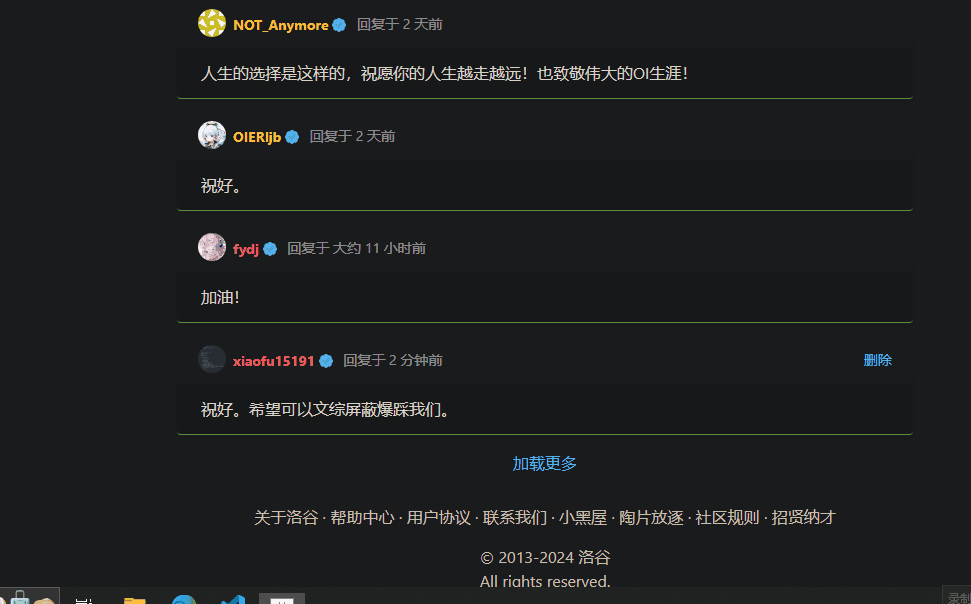 NOT_Anymore 回复于 2 天前
人生的选择是这样的，祝愿你的人生越走越远！也致敬伟大的OI生涯！
OIERljb 回复于 2 天前
祝好。
fydj 回复于 大约 11 小时前
加油！
xiaofu15191 回复于 2 分钟前 删除
祝好。希望可以文综屏蔽爆踩我们。
加载更多
关于洛谷 · 帮助中心 · 用户协议 · 联系我们 · 小黑屋 · 陶片放逐 · 社区规则 · 招贤纳才
© 2013-2024 洛谷
All rights reserved.
录制